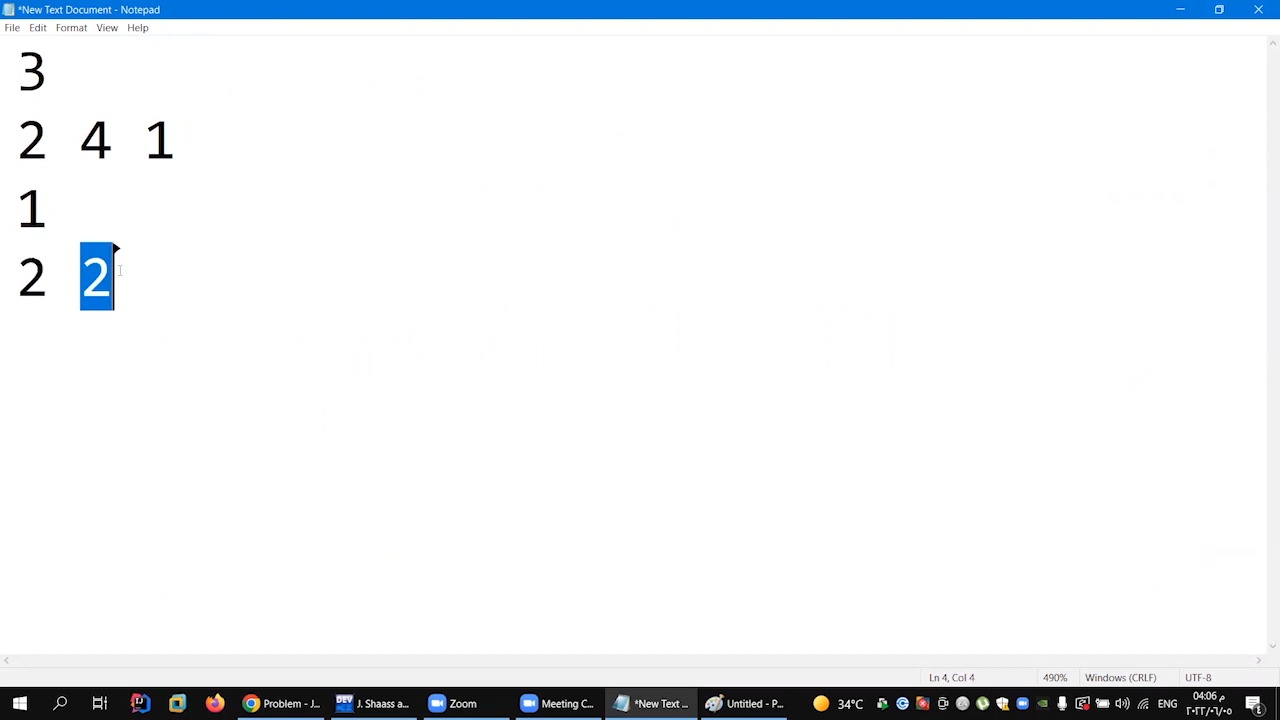 *New Text Document - Notepad
File Edit Format View Help
3
2 4 1
1
2 2
Ln 4, Col 4 490% Windows (CRLF) UTF-8
Problem - J... J. Shaass a... Zoom Meeting C... *New Text ... Untitled - P... 34°C ENG 04:06 م